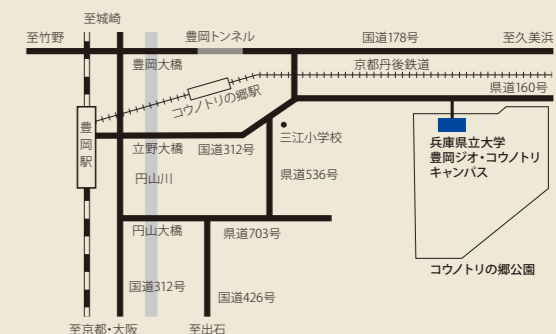 至城崎
至竹野
豊岡トンネル
国道178号
至久美浜
豊岡大橋
京都丹後鉄道
コウノトリの郷駅
県道160号
豊岡駅
三江小学校
立野大橋
国道312号
兵庫県立大学
豊岡ジオ・コウノトリ
キャンパス
円山川
県道536号
円山大橋
県道703号
コウノトリの郷公園
国道312号
国道426号
至京都・大阪
至出石